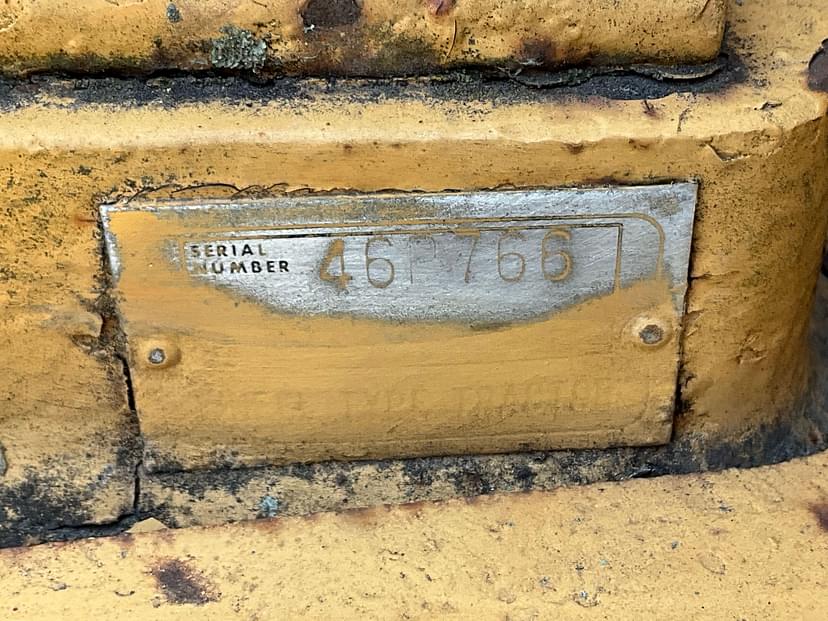 SERIAL
NUMBER 46P766
TYPE TRACTOR